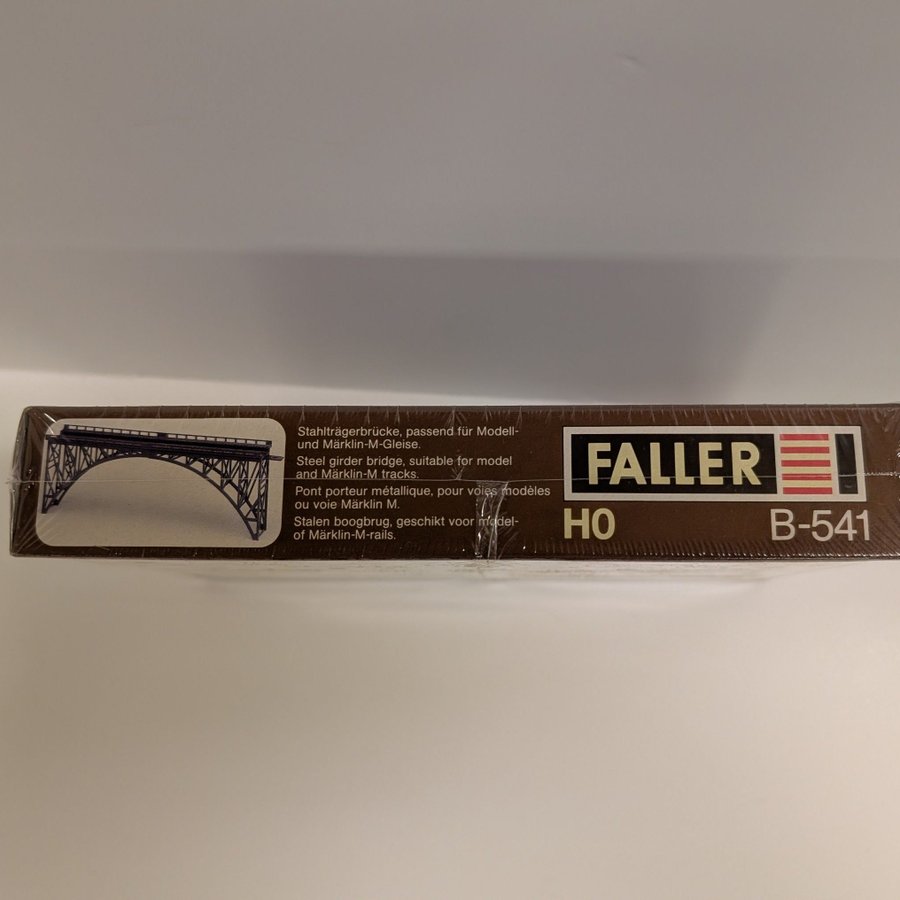 Stahlträgerbrücke, passend für Modell-
und Märklin-M-Gleise.
Steel girder bridge, suitable for model
and Märklin-M tracks.
Pont porteur métallique, pour voies modèles
ou voie Märklin M.
Stalen boogbrug, geschikt voor model-
of Märklin-M-rails.
FALLER
H0 B-541